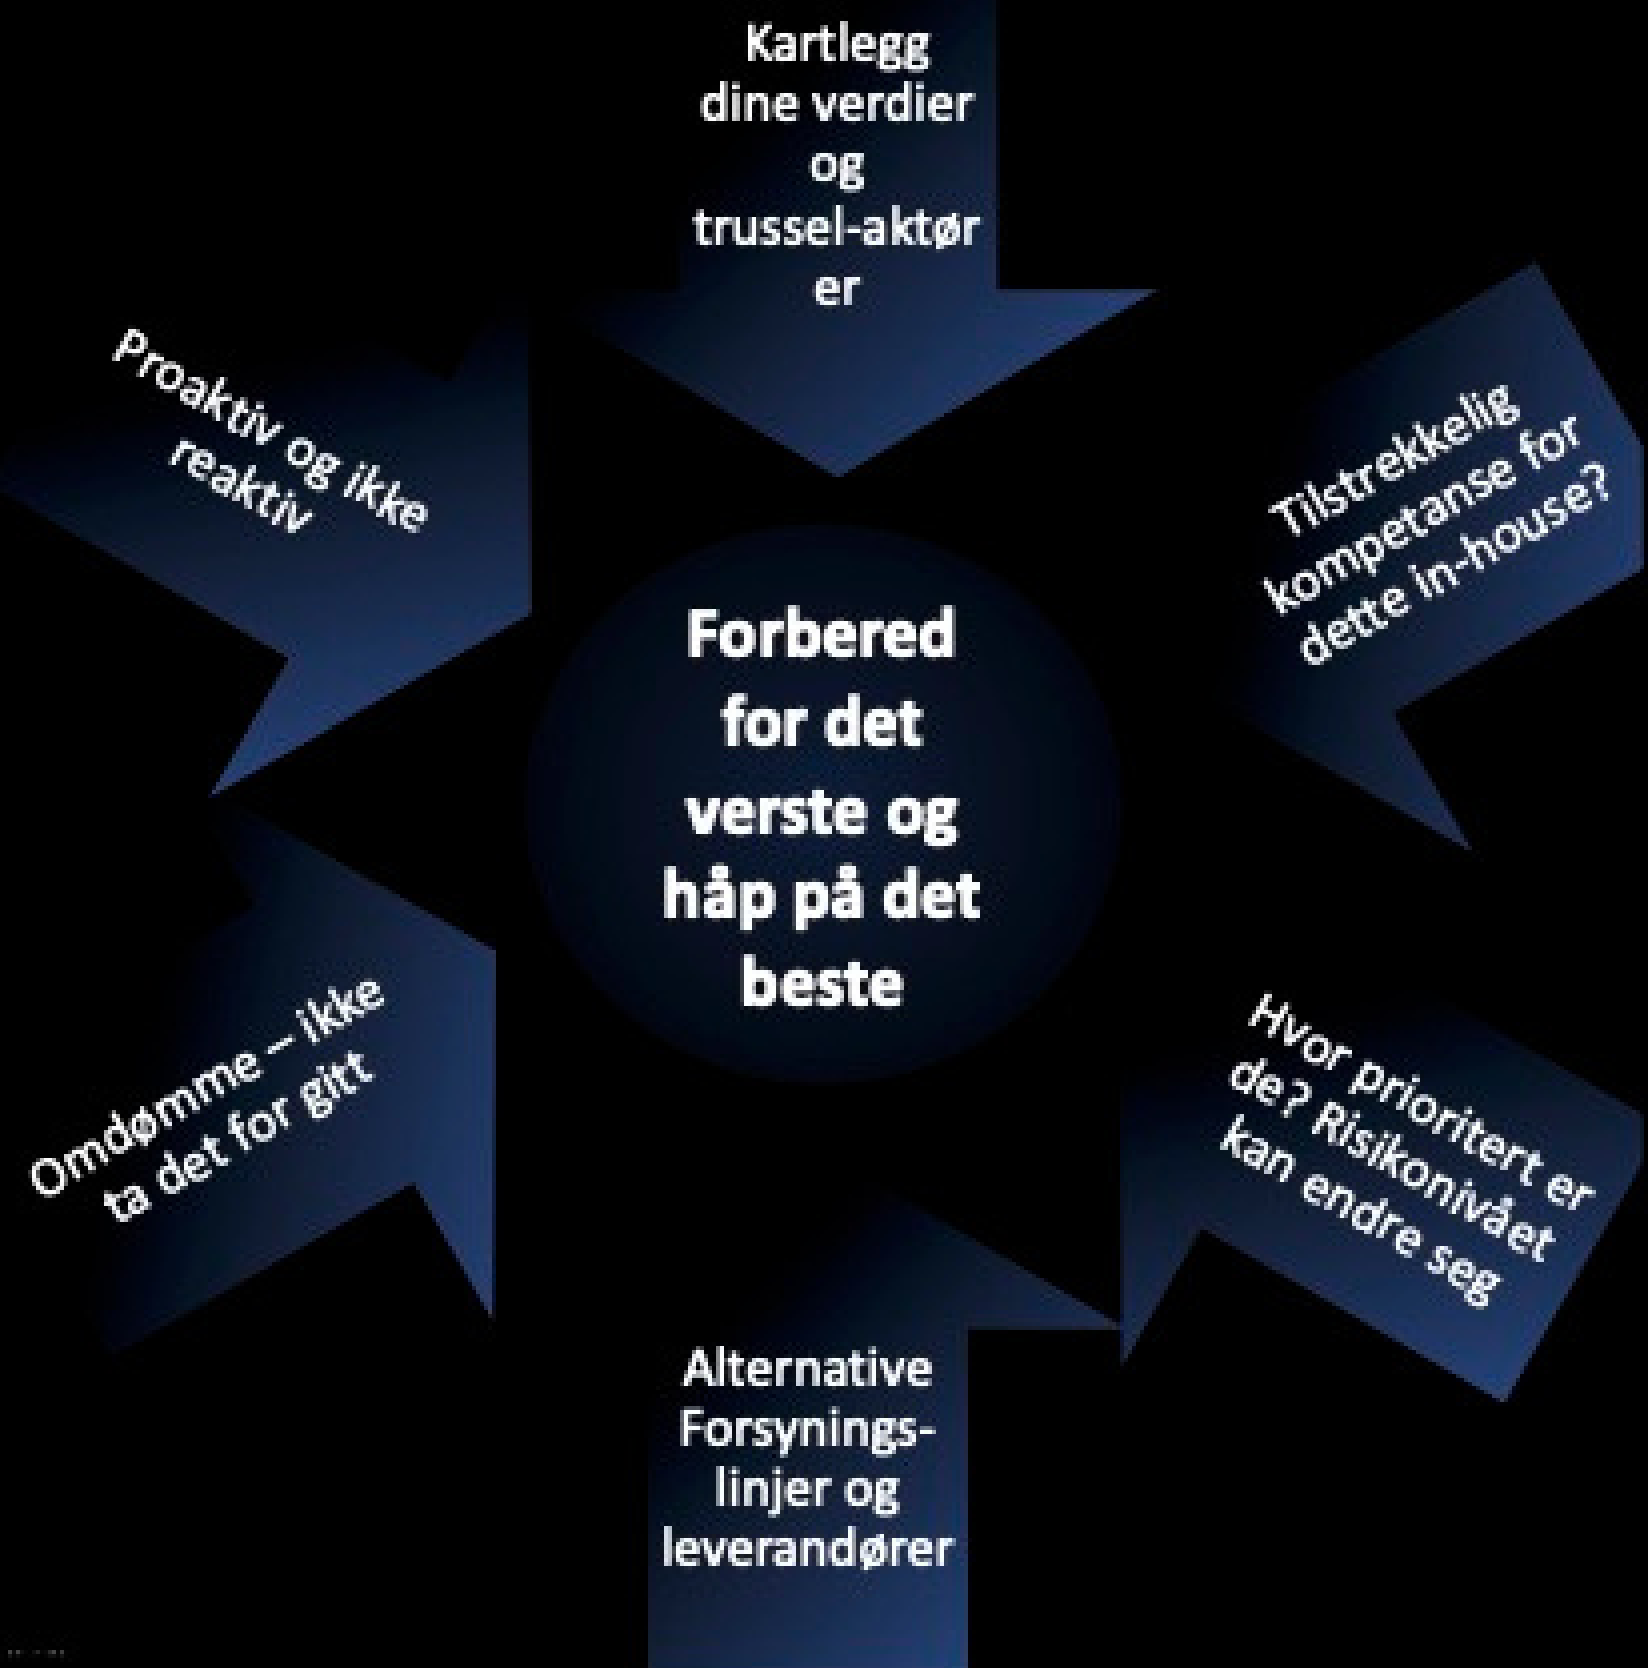 Kartlegg
dine verdier
og
trussel-aktør
er
Tilstrekkelig
kompetanse for
dette in-house?
Hvor prioritert er
de? Risikonivået
kan endre seg
Alternative
Forsynings-
linjer og
leverandører
Omdømme – ikke
ta det for gitt
Proaktiv og ikke
reaktiv
Forbered
for det
verste og
håp på det
beste